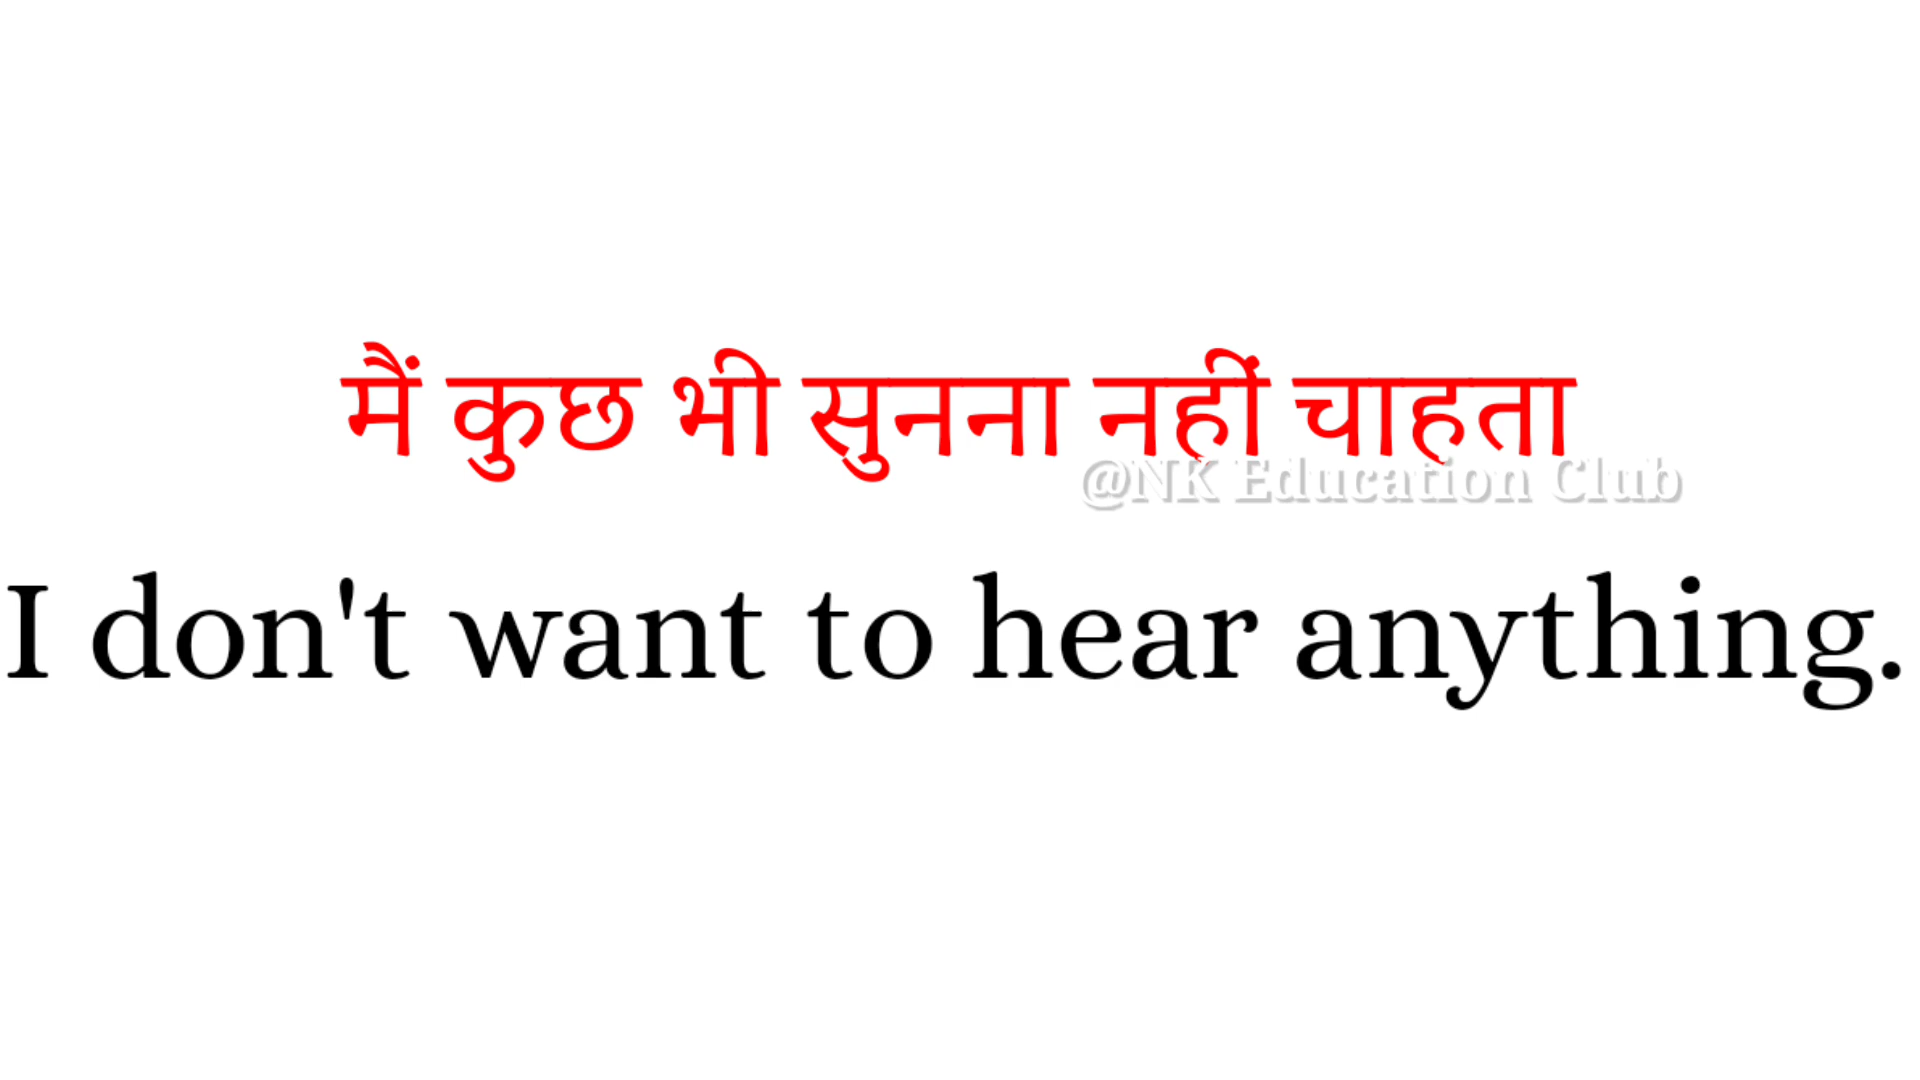 मैं कुछ भी सुनना नहीं चाहता
@NK Education Club
I don't want to hear anything.